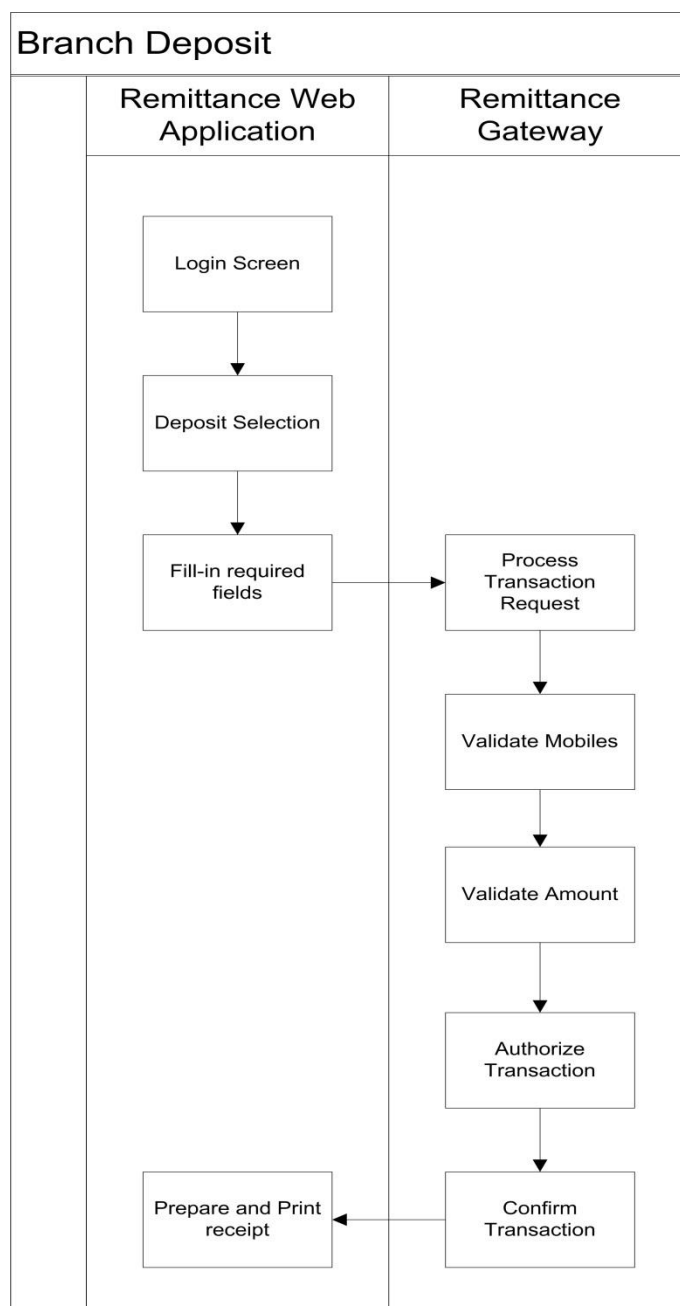 Branch Deposit
Remittance Web
Application
Remittance
Gateway
Login Screen
Deposit Selection
Fill-in required
fields
Process
Transaction
Request
Validate Mobiles
Validate Amount
Authorize
Transaction
Prepare and Print
receipt
Confirm
Transaction